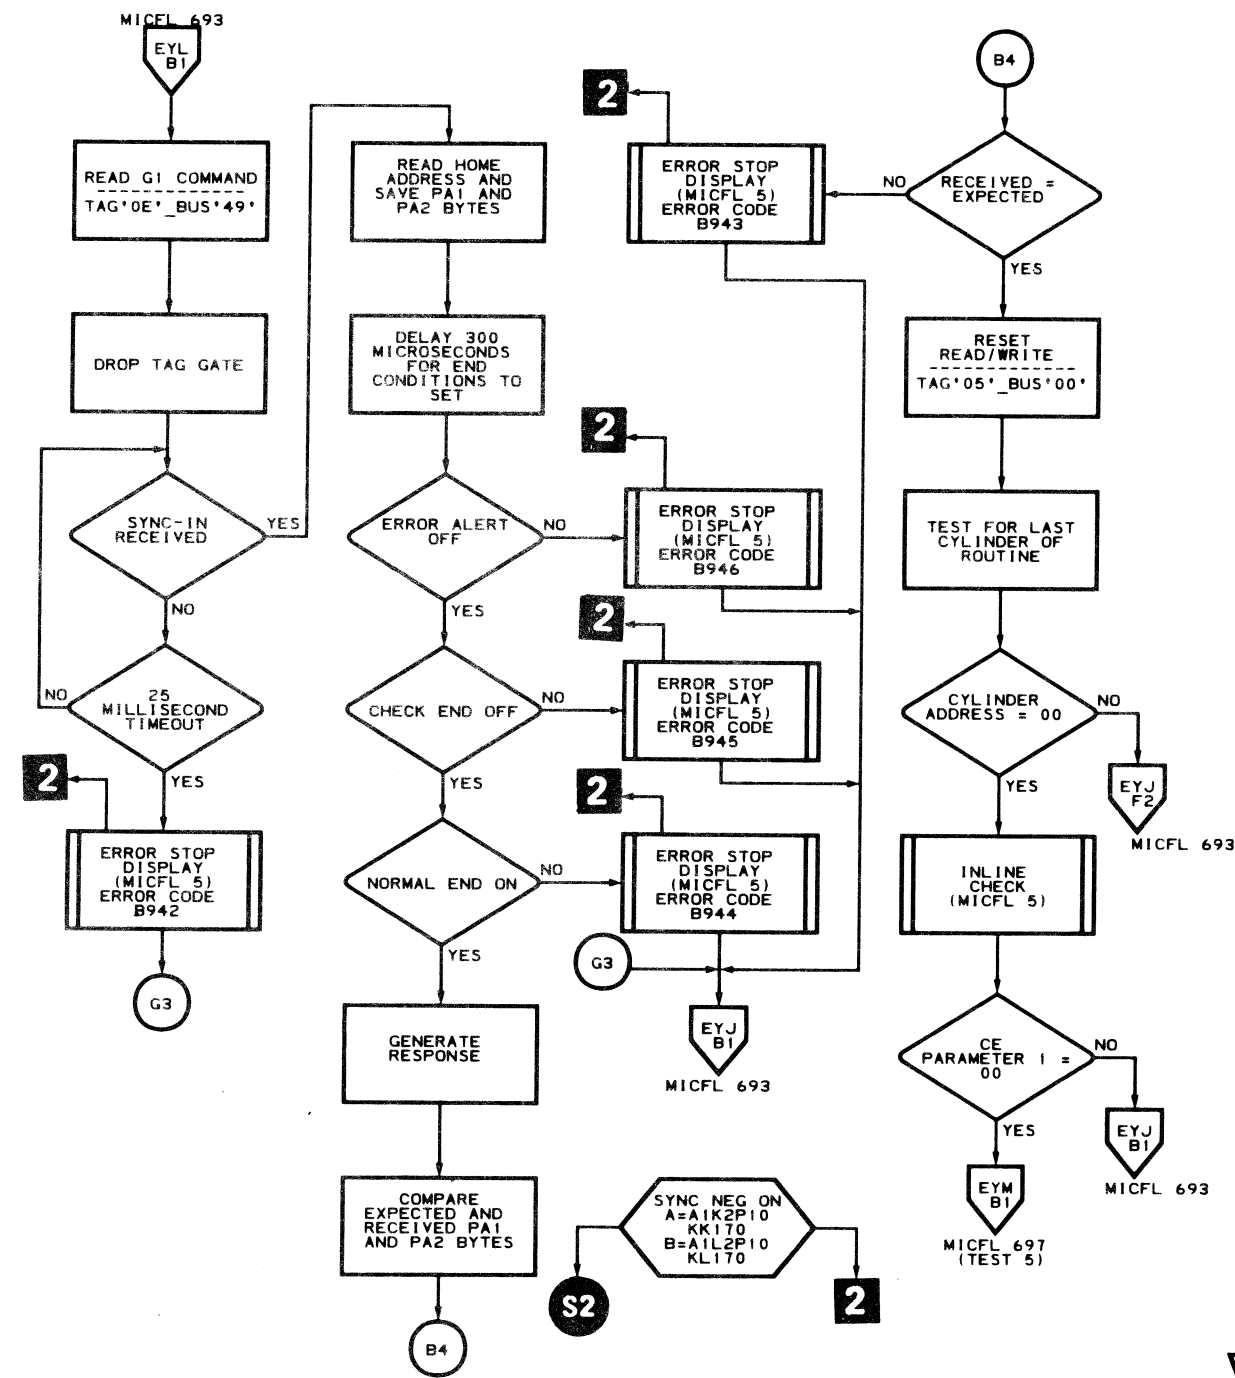 MICFL 693
EYL
B1
READ G1 COMMAND
--------------
TAG'0E'_BUS'49'
DROP TAG GATE
SYNC-IN
RECEIVED
YES
NO
25
MILLISECOND
TIMEOUT
NO
YES
2
ERROR STOP
DISPLAY
(MICFL 5)
ERROR CODE
B942
G3
READ HOME
ADDRESS AND
SAVE PA1 AND
PA2 BYTES
DELAY 300
MICROSECONDS
FOR END
CONDITIONS TO
SET
ERROR ALERT
OFF
NO
YES
CHECK END OFF
NO
YES
NORMAL END ON
NO
YES
GENERATE
RESPONSE
COMPARE
EXPECTED AND
RECEIVED PA1
AND PA2 BYTES
B4
2
ERROR STOP
DISPLAY
(MICFL 5)
ERROR CODE
B943
2
ERROR STOP
DISPLAY
(MICFL 5)
ERROR CODE
B946
2
ERROR STOP
DISPLAY
(MICFL 5)
ERROR CODE
B945
2
ERROR STOP
DISPLAY
(MICFL 5)
ERROR CODE
B944
G3
EYJ
B1
MICFL 693
SYNC NEG ON
A=A1K2P10
KK170
B=A1L2P10
KL170
S2
2
B4
RECEIVED =
EXPECTED
NO
YES
RESET
READ/WRITE
--------------
TAG'05'_BUS'00'
TEST FOR LAST
CYLINDER OF
ROUTINE
CYLINDER
ADDRESS = 00
NO
YES
EYJ
F2
MICFL 693
INLINE
CHECK
(MICFL 5)
CE
PARAMETER 1 =
00
NO
YES
EYJ
B1
MICFL 693
EYM
B1
MICFL 697
(TEST 5)